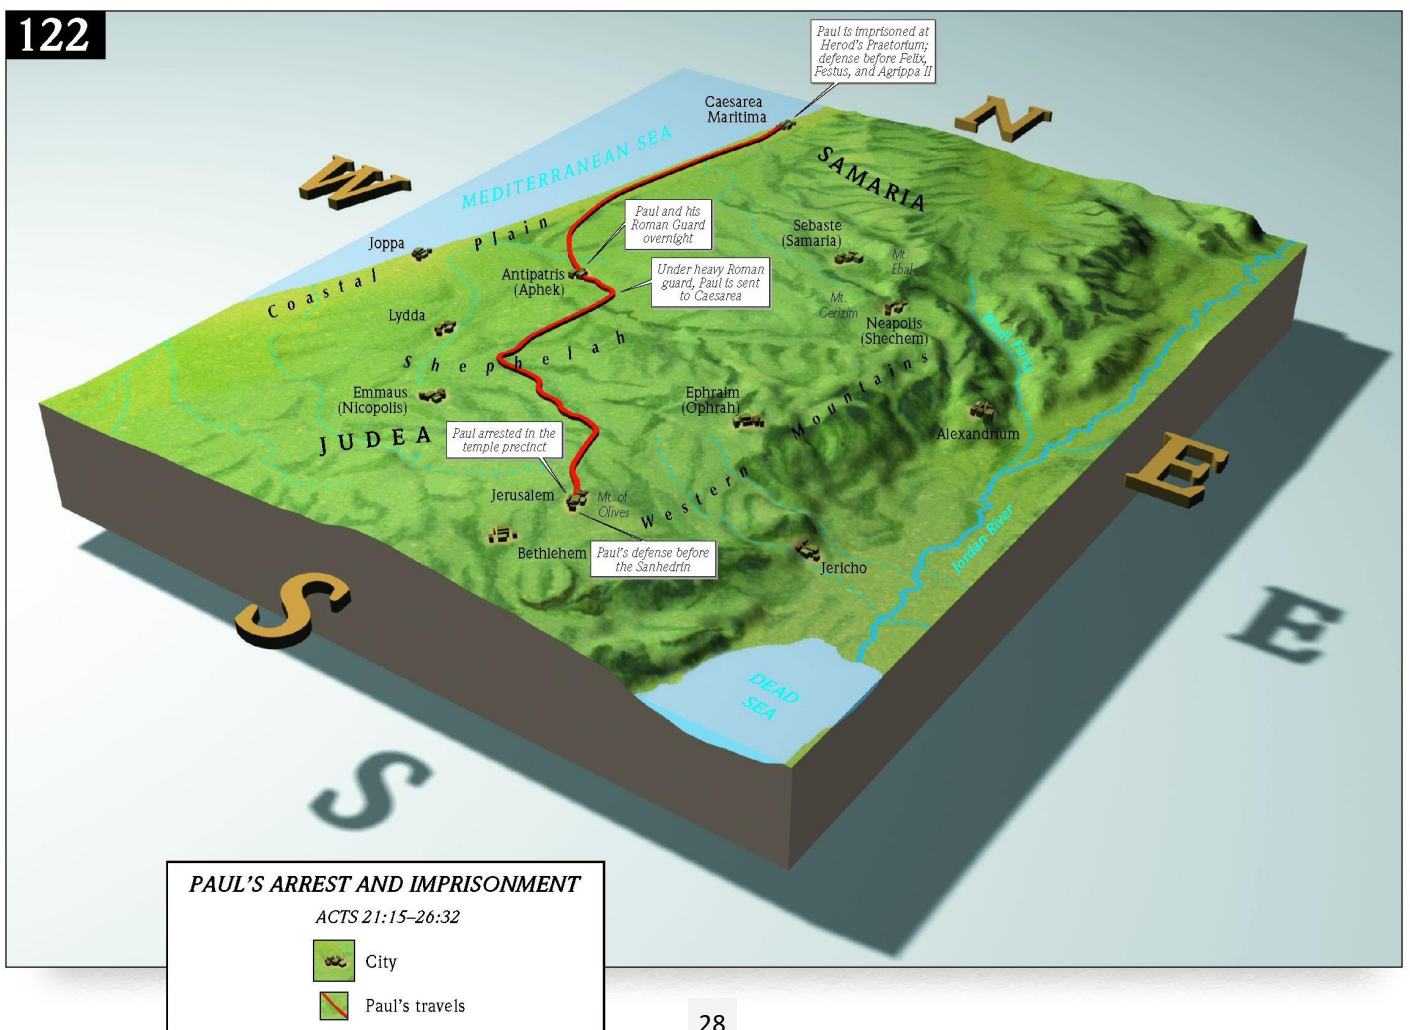 122
Paul is imprisoned at
Herod's Praetorium;
defense before Felix,
Festus, and Agrippa II
N
Caesarea
Maritima
W
MEDITERRANEAN SEA
SAMARIA
Paul and his
Roman Guard
overnight
Sebaste
(Samaria)
Joppa
Coastal Plain
Mt.
Ebal
Antipatris
(Aphek)
Under heavy Roman
guard, Paul is sent
to Caesarea
Mt.
Gerizim
Lydda
Neapolis
(Shechem)
Wadi Faria
Shephelah
Emmaus
(Nicopolis)
Ephraim
(Ophrah)
Western Mountains
JUDEA
Paul arrested in the
temple precinct
Alexandrium
E
Jerusalem
Mt. of
Olives
Jordan River
Bethlehem
Paul's defense before
the Sanhedrin
Jericho
S
E
DEAD
SEA
S
PAUL'S ARREST AND IMPRISONMENT
ACTS 21:15–26:32
City
Paul's travels
28